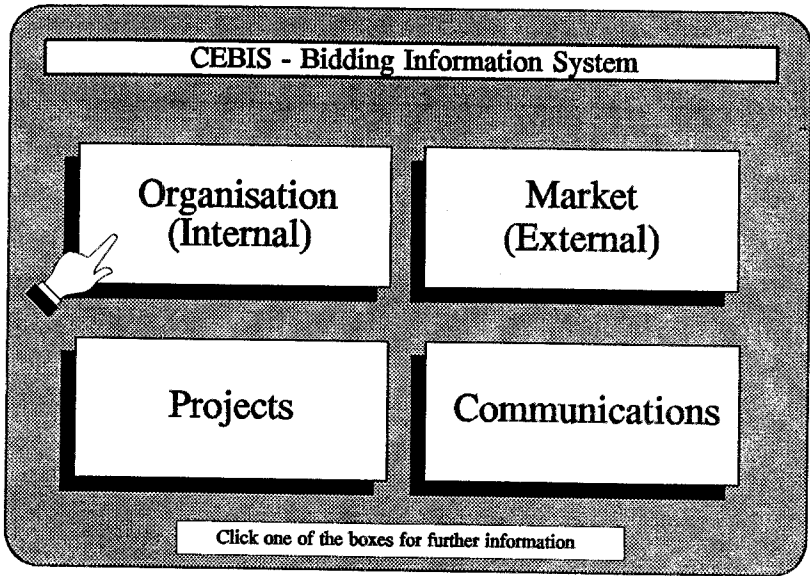 CEBIS - Bidding Information System
Organisation
(Internal)
Market
(External)
Projects
Communications
Click one of the boxes for further information